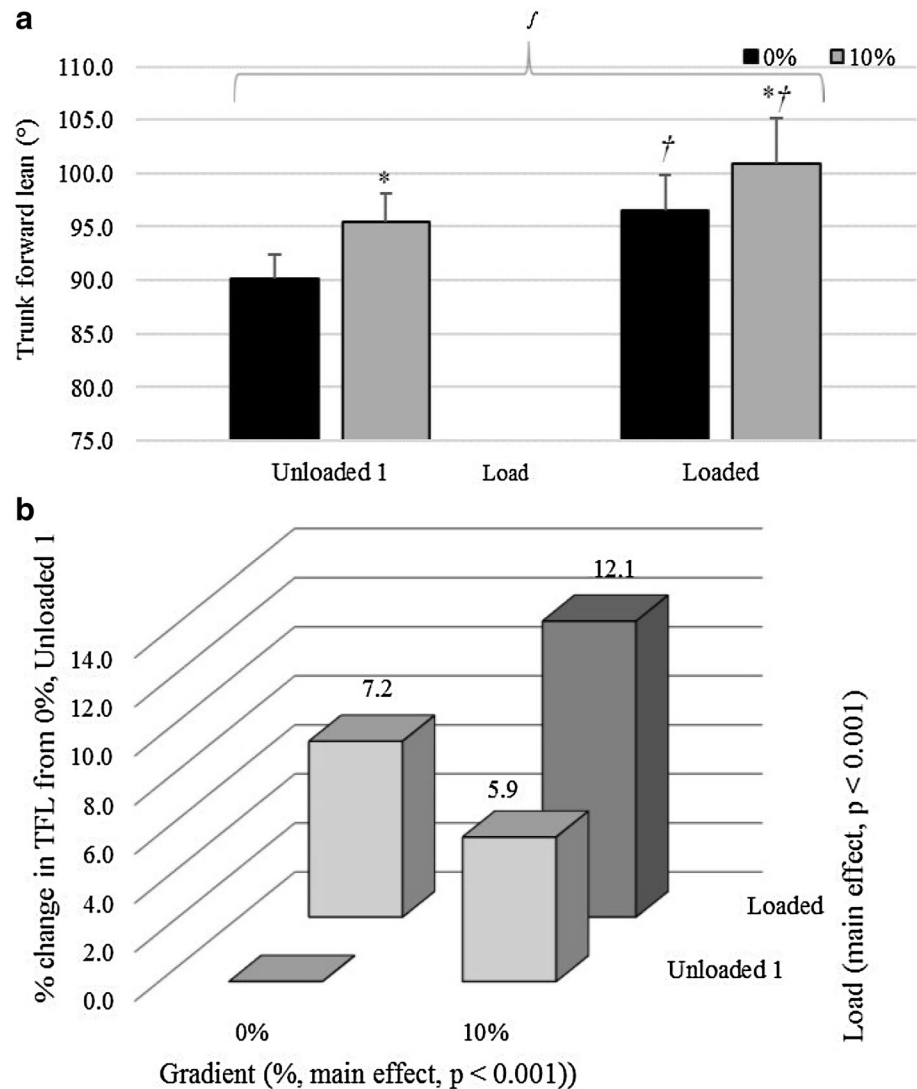 a
∫
0% 10%
110.0
105.0
100.0
95.0
90.0
85.0
80.0
75.0
Trunk forward lean (°)
*
†
*†
Unloaded 1 Load Loaded
b
% change in TFL from 0%, Unloaded 1
14.0
12.0
10.0
8.0
6.0
4.0
2.0
0.0
12.1
7.2
5.9
Loaded
Unloaded 1
Load (main effect, p < 0.001)
0% 10%
Gradient (%, main effect, p < 0.001))